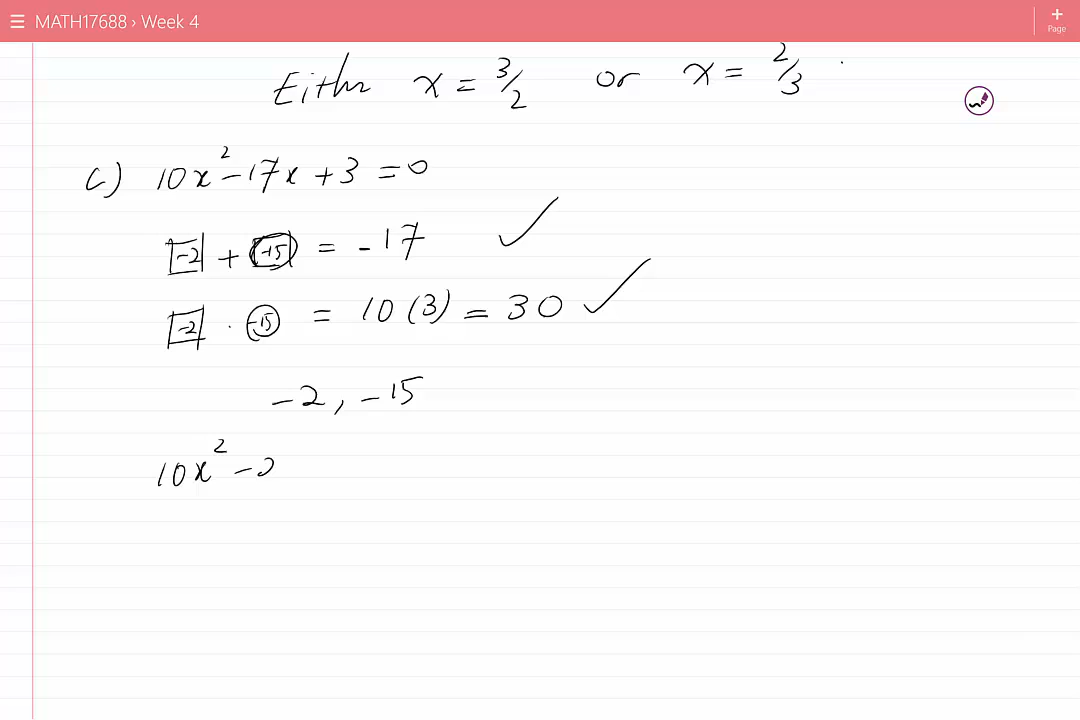 MATH17688 › Week 4
Page
Either x = 3/2 or x = 2/3
c) 10x² - 17x + 3 = 0
-2 + -15 = -17 ✓
-2 · -15 = 10 (3) = 30 ✓
-2, -15
10x² - 2